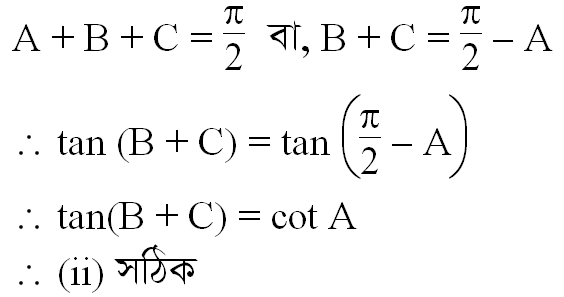 A + B + C = π/2 বা, B + C = π/2 – A
∴ tan (B + C) = tan (π/2 – A)
∴ tan(B + C) = cot A
∴ (ii) সঠিক